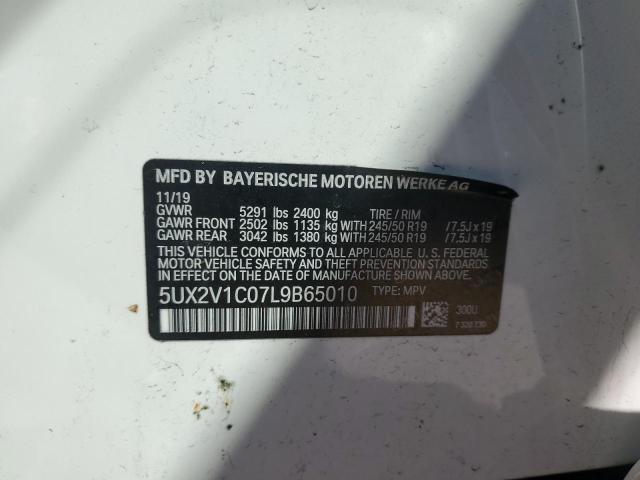 MFD BY BAYERISCHE MOTOREN WERKE AG
11/19
GVWR 5291 lbs 2400 kg TIRE / RIM
GAWR FRONT 2502 lbs 1135 kg WITH 245/50 R19 / 7.5J x 19
GAWR REAR 3042 lbs 1380 kg WITH 245/50 R19 / 7.5J x 19
THIS VEHICLE CONFORMS TO ALL APPLICABLE U.S. FEDERAL
MOTOR VEHICLE SAFETY STANDARDS IN EFFECT ON THE DATE
OF MANUFACTURE SHOWN ABOVE.
5UX2V1C07L9B65010 TYPE: MPV
300U